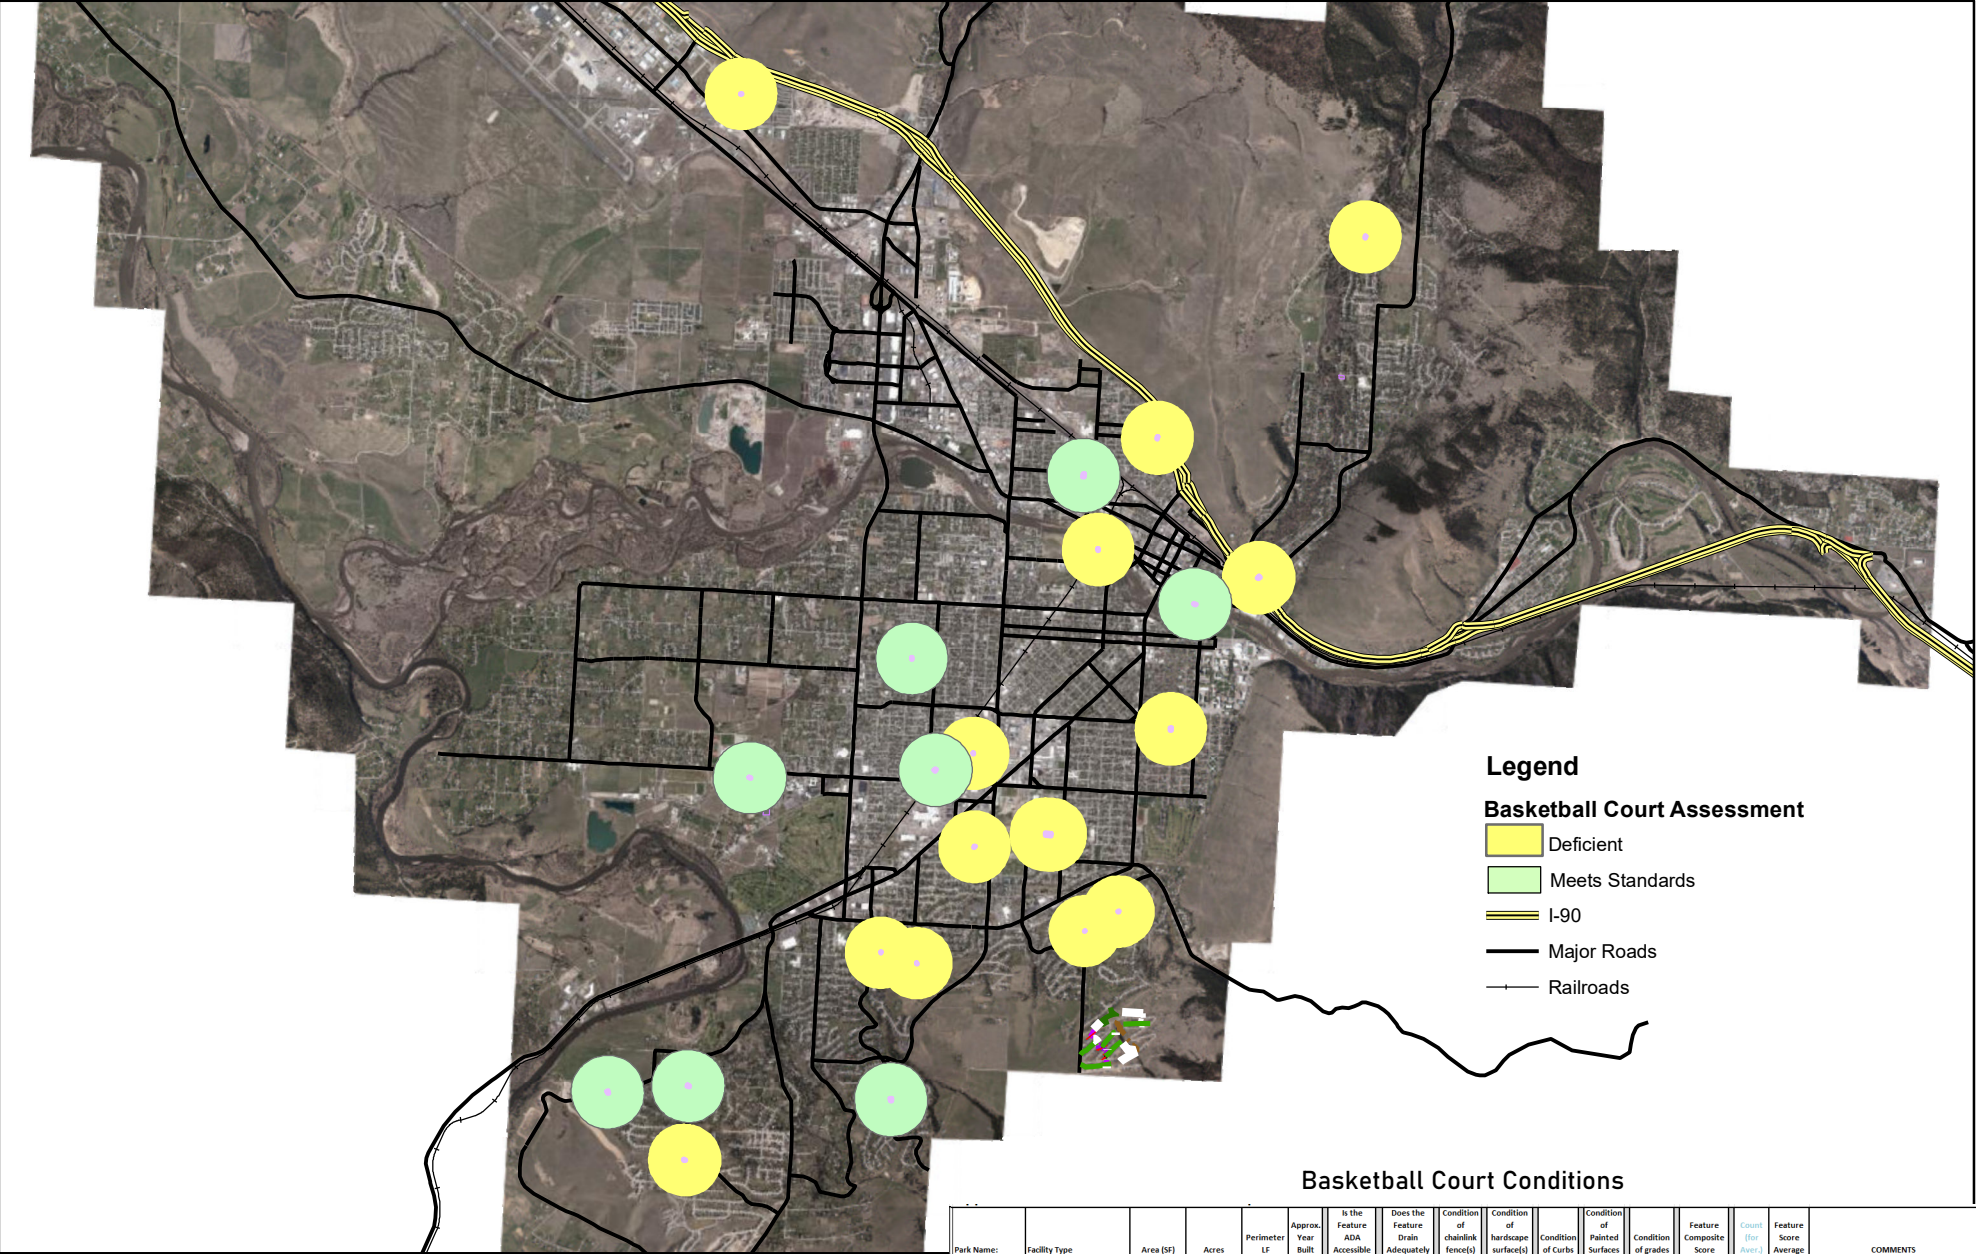 Legend
Basketball Court Assessment
Deficient
Meets Standards
I-90
Major Roads
Railroads
Basketball Court Conditions
Park Name:
Facility Type
Area (SF)
Acres
Perimeter
LF
Approx.
Year
Built
Is the
Feature
ADA
Accessible
Does the
Feature
Drain
Adequately
Condition
of
chainlink
fence(s)
Condition
of
hardscape
surface(s)
Condition
of Curbs
Condition
of
Painted
Surfaces
Condition
of grades
Feature
Composite
Score
Count
(for
Aver.)
Feature
Score
Average
COMMENTS